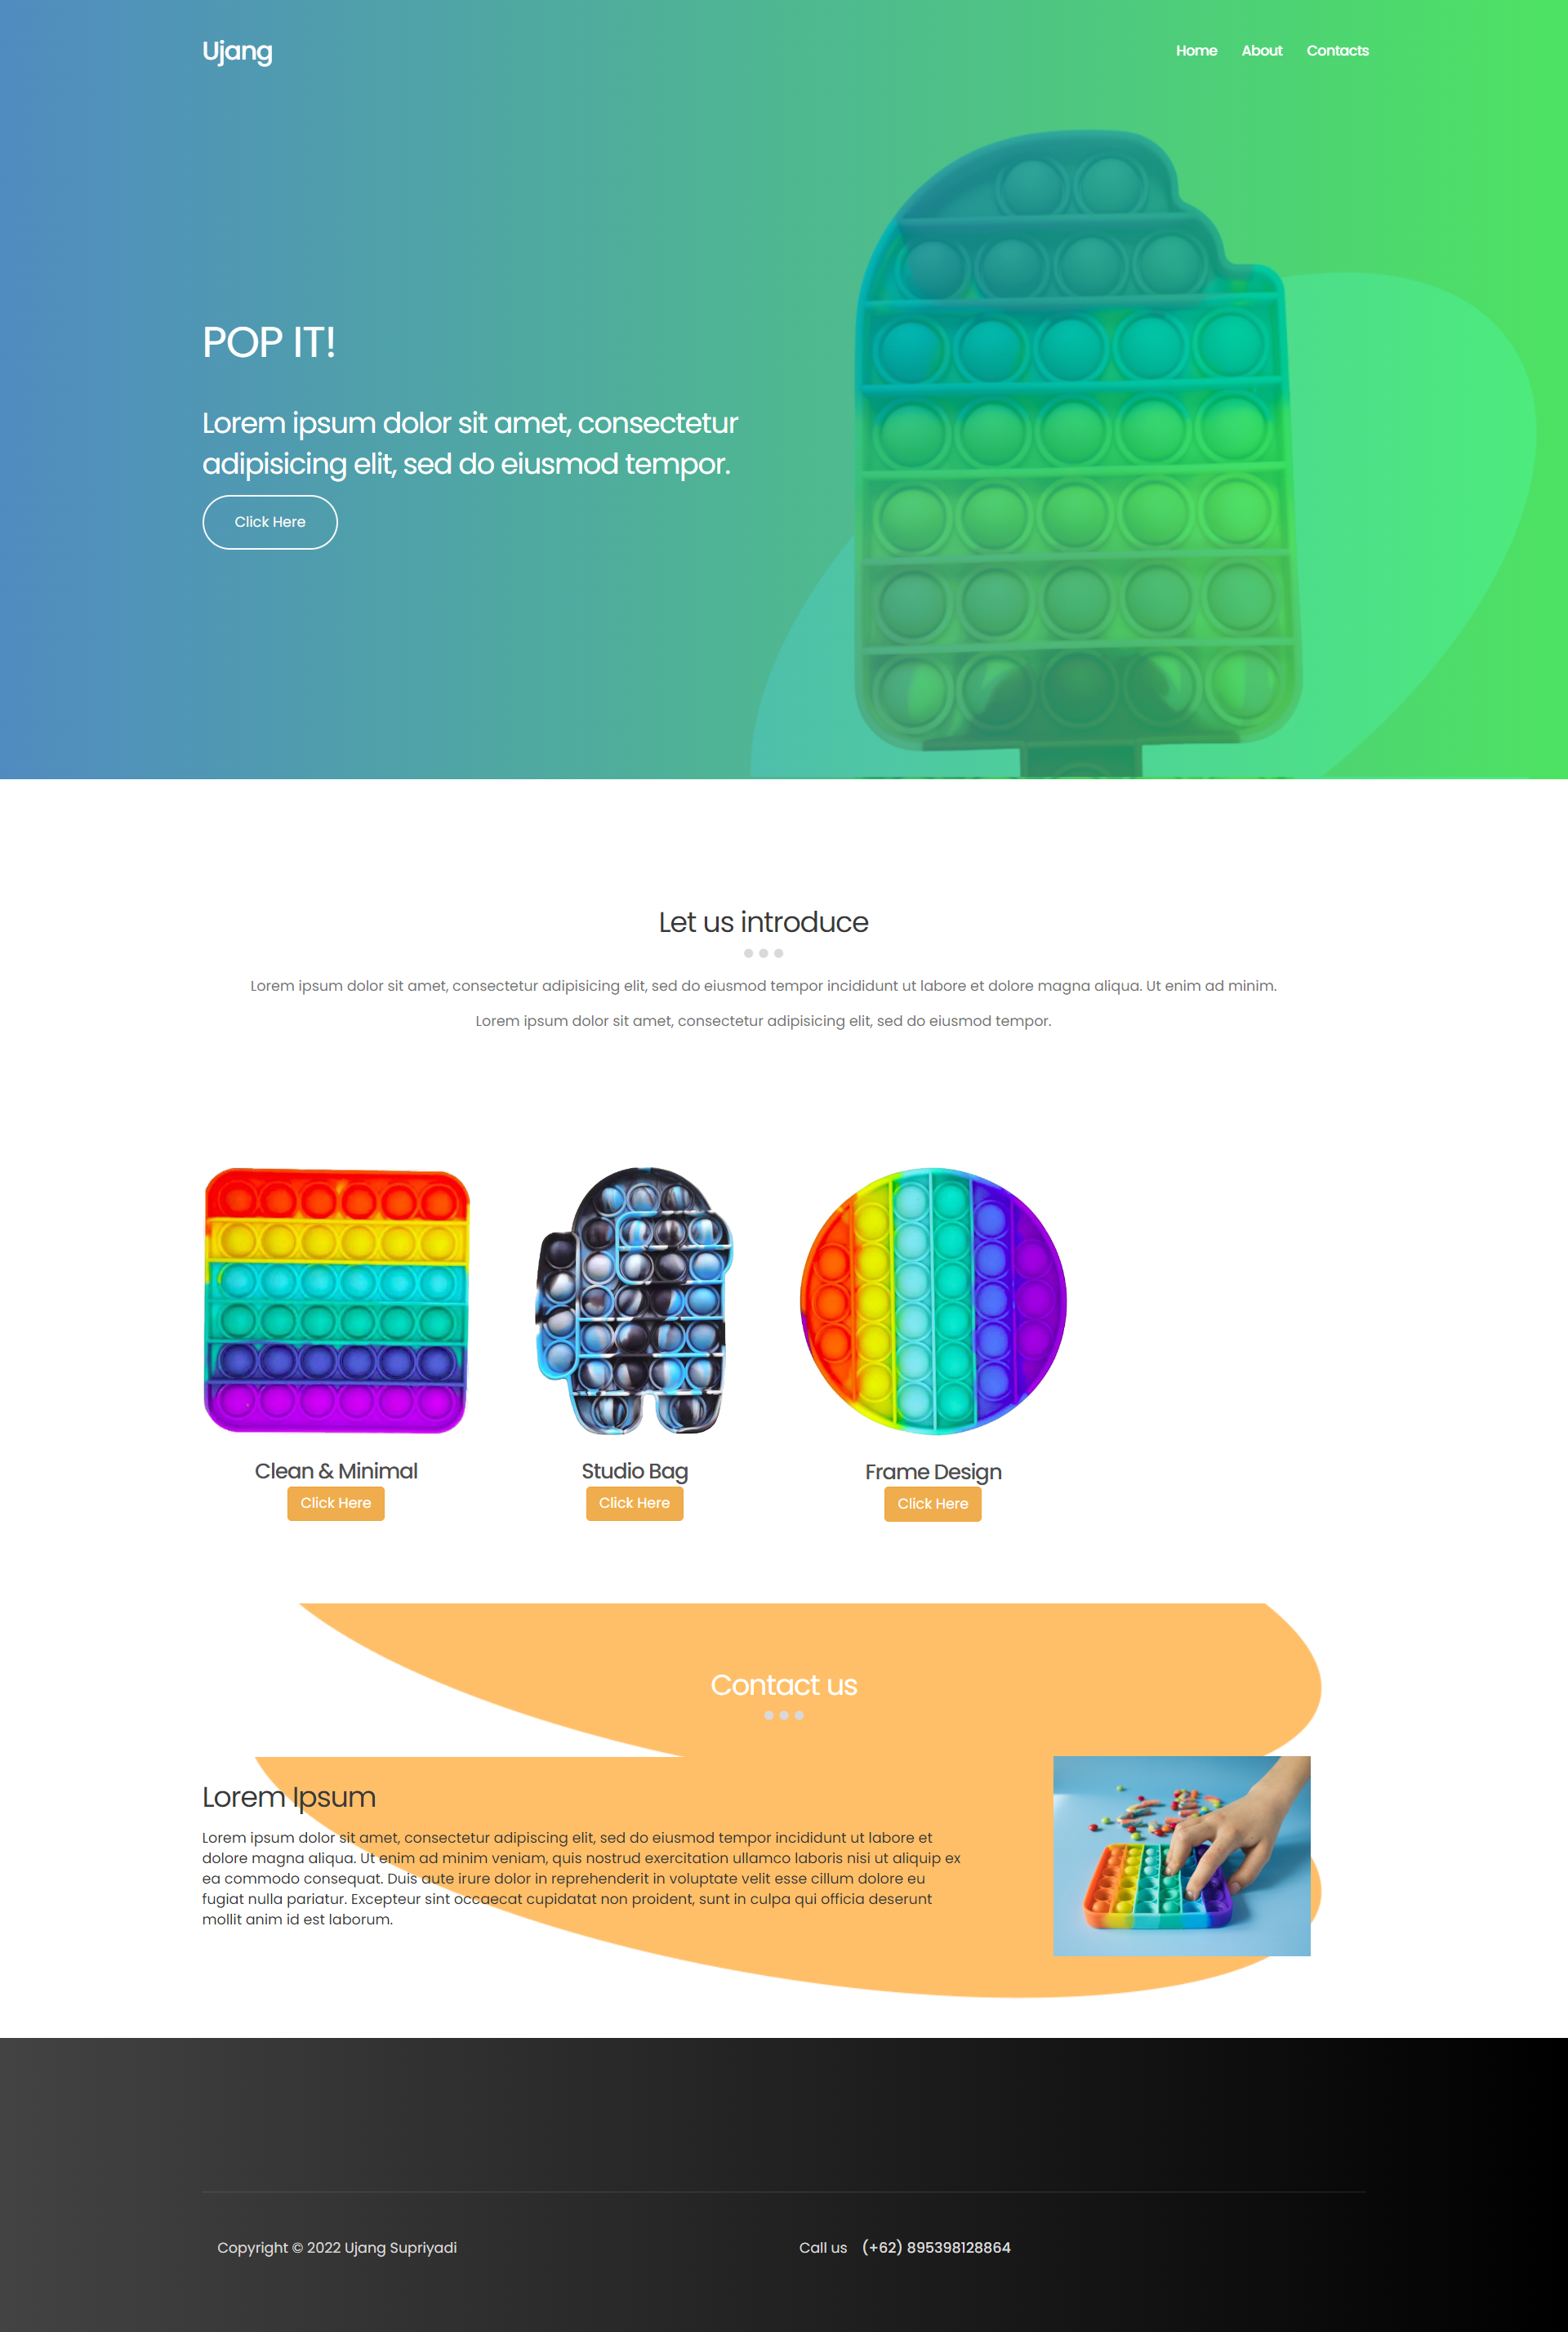 Ujang
Home About Contacts
POP IT!
Lorem ipsum dolor sit amet, consectetur
adipisicing elit, sed do eiusmod tempor.
Click Here
Let us introduce
Lorem ipsum dolor sit amet, consectetur adipisicing elit, sed do eiusmod tempor incididunt ut labore et dolore magna aliqua. Ut enim ad minim.
Lorem ipsum dolor sit amet, consectetur adipisicing elit, sed do eiusmod tempor.
Clean & Minimal
Click Here
Studio Bag
Click Here
Frame Design
Click Here
Contact us
Lorem Ipsum
Lorem ipsum dolor sit amet, consectetur adipiscing elit, sed do eiusmod tempor incididunt ut labore et
dolore magna aliqua. Ut enim ad minim veniam, quis nostrud exercitation ullamco laboris nisi ut aliquip ex
ea commodo consequat. Duis aute irure dolor in reprehenderit in voluptate velit esse cillum dolore eu
fugiat nulla pariatur. Excepteur sint occaecat cupidatat non proident, sunt in culpa qui officia deserunt
mollit anim id est laborum.
Copyright © 2022 Ujang Supriyadi
Call us (+62) 895398128864